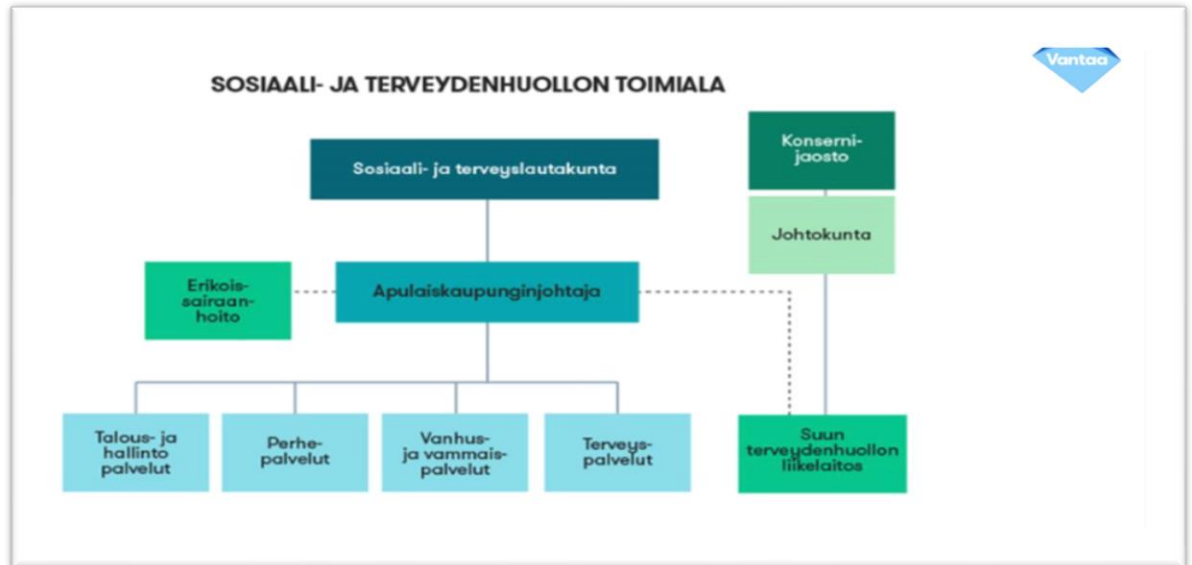 Vantaa
SOSIAALI- JA TERVEYDENHUOLLON TOIMIALA
Konserni-
jaosto
Sosiaali- ja terveyslautakunta
Johtokunta
Erikois-
sairaan-
hoito
Apulaiskaupunginjohtaja
Talous- ja
hallinto
palvelut
Perhe-
palvelut
Vanhus-
ja vammais-
palvelut
Terveys-
palvelut
Suun
terveydenhuollon
liikelaitos